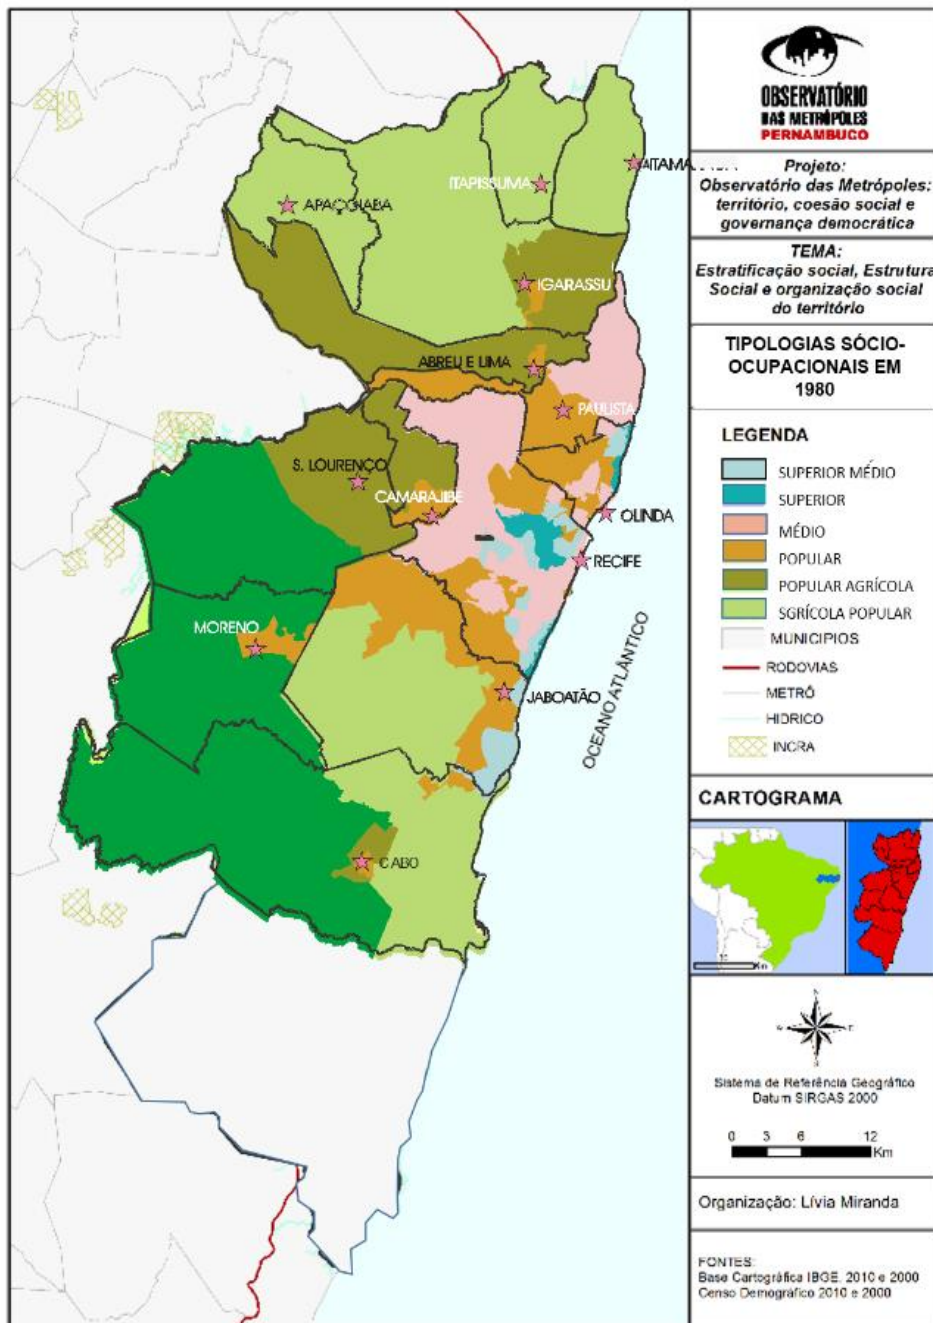 OBSERVATÓRIO
DAS METRÓPOLES
PERNAMBUCO
Projeto:
Observatório das Metrópoles:
território, coesão social e
governança democrática
TEMA:
Estratificação social, Estrutura
Social e organização social
do território
TIPOLOGIAS SÓCIO-
OCUPACIONAIS EM
1980
LEGENDA
SUPERIOR MÉDIO
SUPERIOR
MÉDIO
POPULAR
POPULAR AGRÍCOLA
SGRÍCOLA POPULAR
MUNICIPIOS
RODOVIAS
METRÔ
HIDRICO
INCRA
CARTOGRAMA
Km
N
Sistema de Referência Geográfico
Datum SIRGAS 2000
0 3 6 12
Km
Organização: Lívia Miranda
FONTES:
Base Cartográfica IBGE, 2010 e 2000
Censo Demográfico 2010 e 2000
ITAPISSUMA
IGARASSU
ABREU E LIMA
PAULISTA
S. LOURENÇO
CAMARAJIBE
OLINDA
RECIFE
MORENO
JABOATÃO
OCEANO ATLÂNTICO
CABO